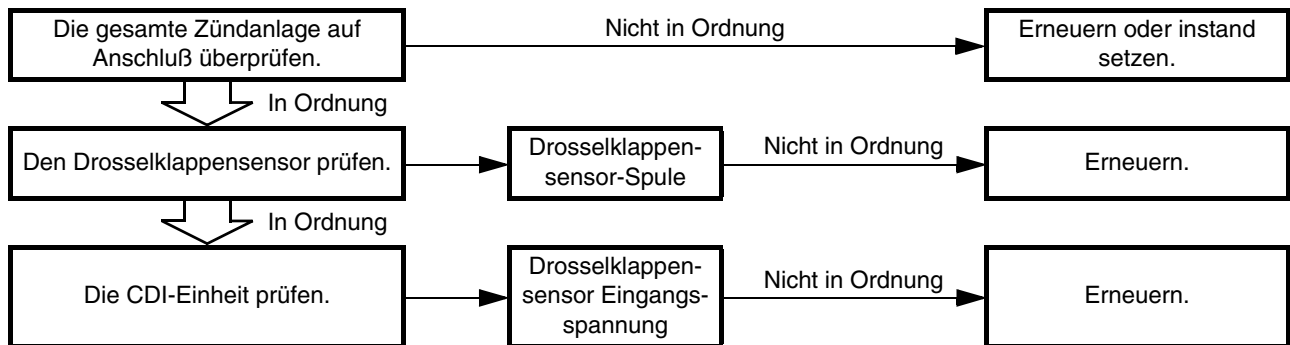 Die gesamte Zündanlage auf
Anschluß überprüfen.
Nicht in Ordnung
Erneuern oder instand
setzen.
In Ordnung
Den Drosselklappensensor prüfen.
Drosselklappen-
sensor-Spule
Nicht in Ordnung
Erneuern.
In Ordnung
Die CDI-Einheit prüfen.
Drosselklappen-
sensor Eingangs-
spannung
Nicht in Ordnung
Erneuern.